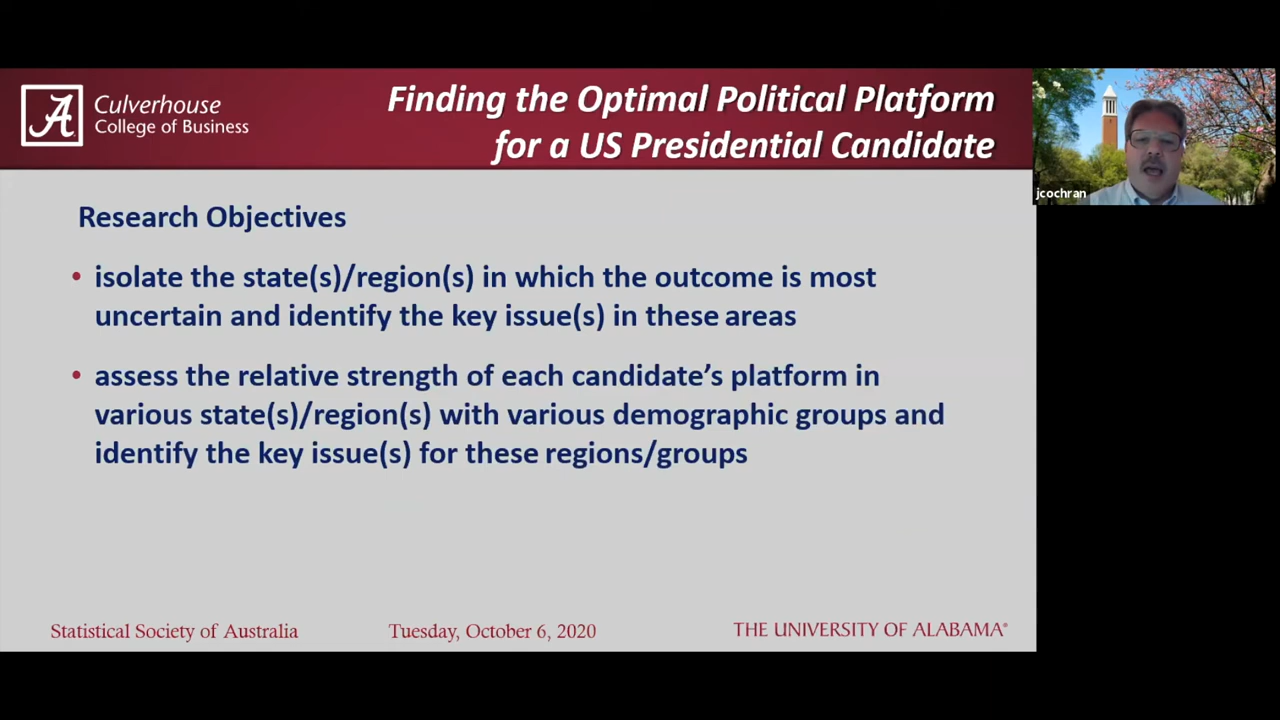 Culverhouse
College of Business
Finding the Optimal Political Platform
for a US Presidential Candidate
jcochran
Research Objectives
• isolate the state(s)/region(s) in which the outcome is most
uncertain and identify the key issue(s) in these areas
• assess the relative strength of each candidate’s platform in
various state(s)/region(s) with various demographic groups and
identify the key issue(s) for these regions/groups
Statistical Society of Australia
Tuesday, October 6, 2020
THE UNIVERSITY OF ALABAMA®